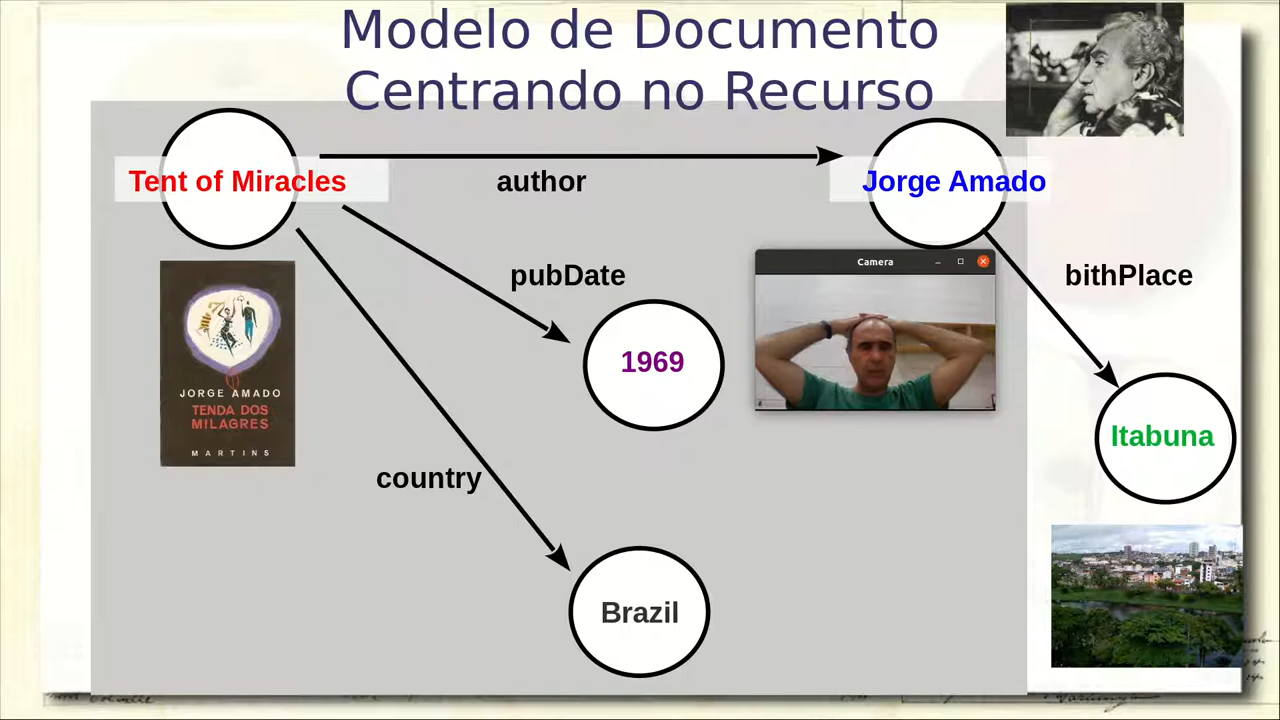 Modelo de Documento
Centrando no Recurso
Tent of Miracles
author
Jorge Amado
pubDate
Camera
bithPlace
1969
JORGE AMADO
TENDA DOS
MILAGRES
MARTINS
Itabuna
country
Brazil